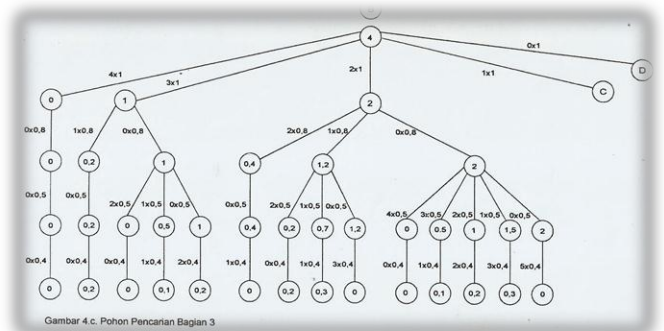 4
4x1 3x1 2x1 1x1 0x1
0 1 2 C D
0x0,8 1x0,8 0x0,8 2x0,8 1x0,8 0x0,8
0 0,2 1 0,4 1,2 2
0x0,5 0x0,5 2x0,5 1x0,5 0x0,5 0x0,5 2x0,5 1x0,5 0x0,5 4x0,5 3x0,5 2x0,5 1x0,5 0x0,5
0 0,2 0 0,5 1 0,4 0,2 0,7 1,2 0 0.5 1 1,5 2
0x0,4 0x0,4 0x0,4 1x0,4 2x0,4 1x0,4 0x0,4 1x0,4 3x0,4 0x0,4 1x0,4 2x0,4 3x0,4 5x0,4
0 0,2 0 0,1 0,2 0 0,2 0,3 0 0 0,1 0,2 0,3 0
Gambar 4.c. Pohon Pencarian Bagian 3